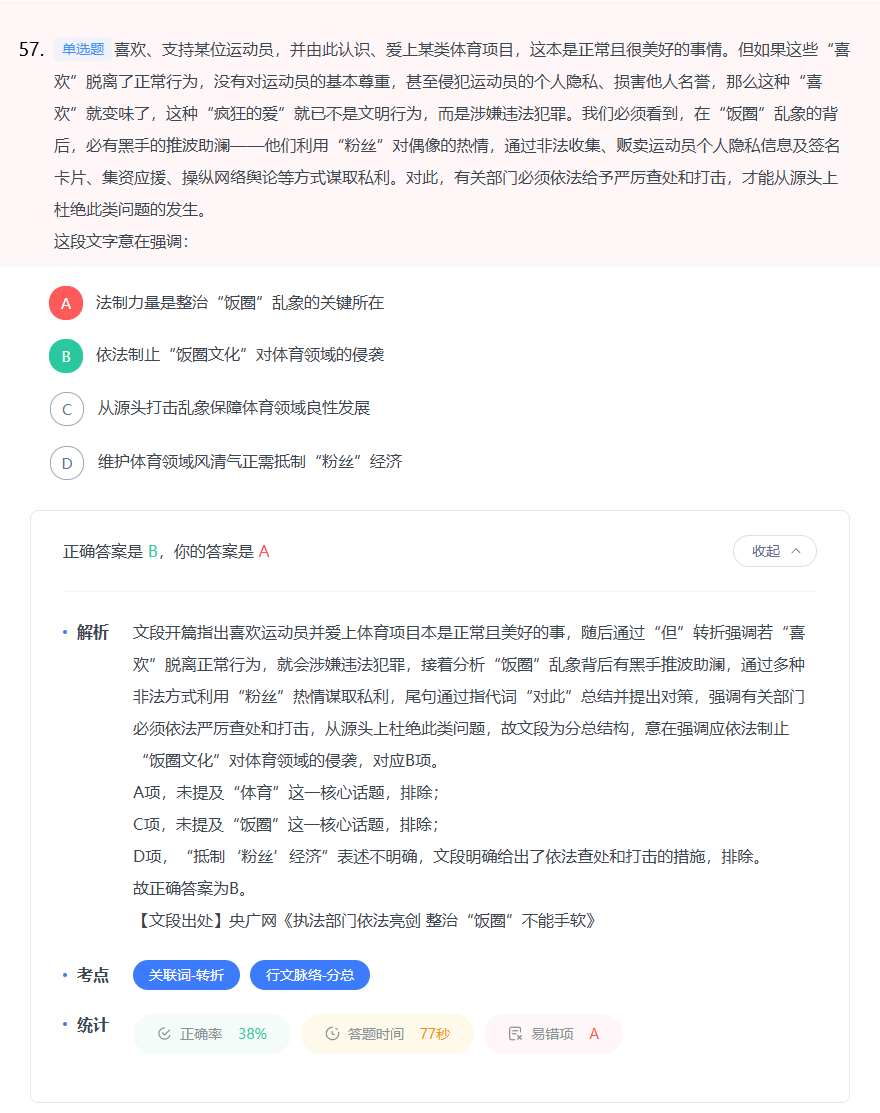 57. 单选题 喜欢、支持某位运动员，并由此认识、爱上某类体育项目，这本是正常且很美好的事情。但如果这些“喜
欢”脱离了正常行为，没有对运动员的基本尊重，甚至侵犯运动员的个人隐私、损害他人名誉，那么这种“喜
欢”就变味了，这种“疯狂的爱”就已不是文明行为，而是涉嫌违法犯罪。我们必须看到，在“饭圈”乱象的背
后，必有黑手的推波助澜——他们利用“粉丝”对偶像的热情，通过非法收集、贩卖运动员个人隐私信息及签名
卡片、集资应援、操纵网络舆论等方式谋取私利。对此，有关部门必须依法给予严厉查处和打击，才能从源头上
杜绝此类问题的发生。
这段文字意在强调：
A 法制力量是整治“饭圈”乱象的关键所在
B 依法制止“饭圈文化”对体育领域的侵袭
C 从源头打击乱象保障体育领域良性发展
D 维护体育领域风清气正需抵制“粉丝”经济
正确答案是 B，你的答案是 A
收起
解析 文段开篇指出喜欢运动员并爱上体育项目本是正常且美好的事，随后通过“但”转折强调若“喜
欢”脱离正常行为，就会涉嫌违法犯罪，接着分析“饭圈”乱象背后有黑手推波助澜，通过多种
非法方式利用“粉丝”热情谋取私利，尾句通过指代词“对此”总结并提出对策，强调有关部门
必须依法严厉查处和打击，从源头上杜绝此类问题，故文段为分总结构，意在强调应依法制止
“饭圈文化”对体育领域的侵袭，对应B项。
A项，未提及“体育”这一核心话题，排除；
C项，未提及“饭圈”这一核心话题，排除；
D项，“抵制‘粉丝’经济”表述不明确，文段明确给出了依法查处和打击的措施，排除。
故正确答案为B。
【文段出处】央广网《执法部门依法亮剑 整治“饭圈”不能手软》
考点 关联词-转折 行文脉络-分总
统计 正确率 38% 答题时间 77秒 易错项 A